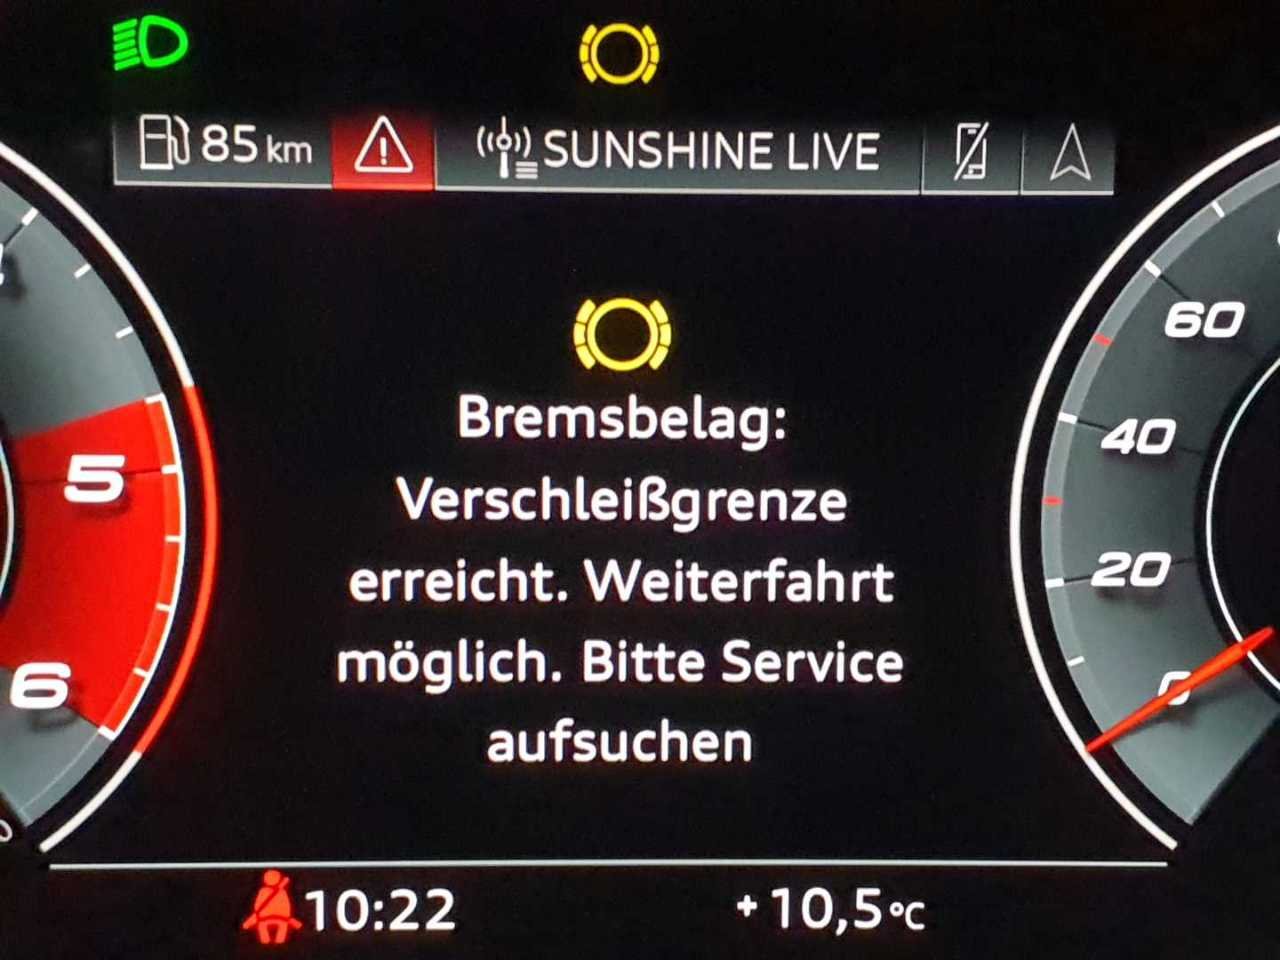 85 km
SUNSHINE LIVE
Bremsbelag:
Verschleißgrenze
erreicht. Weiterfahrt
möglich. Bitte Service
aufsuchen
5
6
60
40
20
0
10:22
+10,5°C